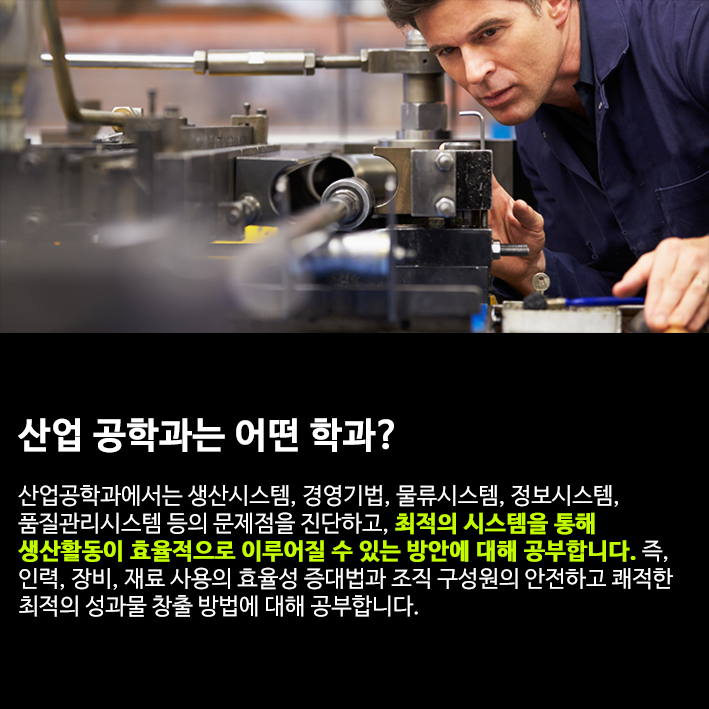 산업 공학과는 어떤 학과?
산업공학과에서는 생산시스템, 경영기법, 물류시스템, 정보시스템,
품질관리시스템 등의 문제점을 진단하고, 최적의 시스템을 통해
생산활동이 효율적으로 이루어질 수 있는 방안에 대해 공부합니다. 즉,
인력, 장비, 재료 사용의 효율성 증대법과 조직 구성원의 안전하고 쾌적한
최적의 성과물 창출 방법에 대해 공부합니다.